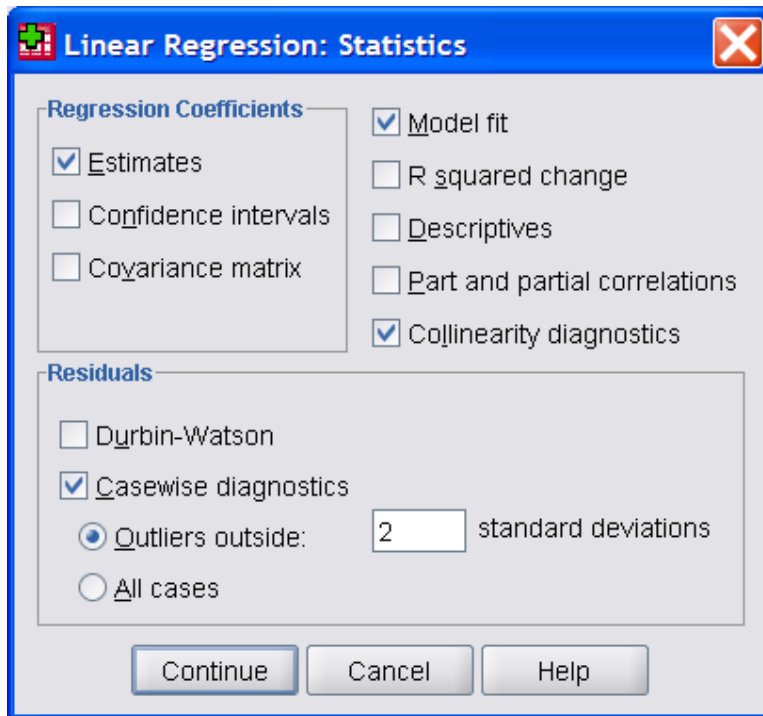 Linear Regression: Statistics
Regression Coefficients
Estimates
Confidence intervals
Covariance matrix
Model fit
R squared change
Descriptives
Part and partial correlations
Collinearity diagnostics
Residuals
Durbin-Watson
Casewise diagnostics
Outliers outside: 2 standard deviations
All cases
Continue Cancel Help